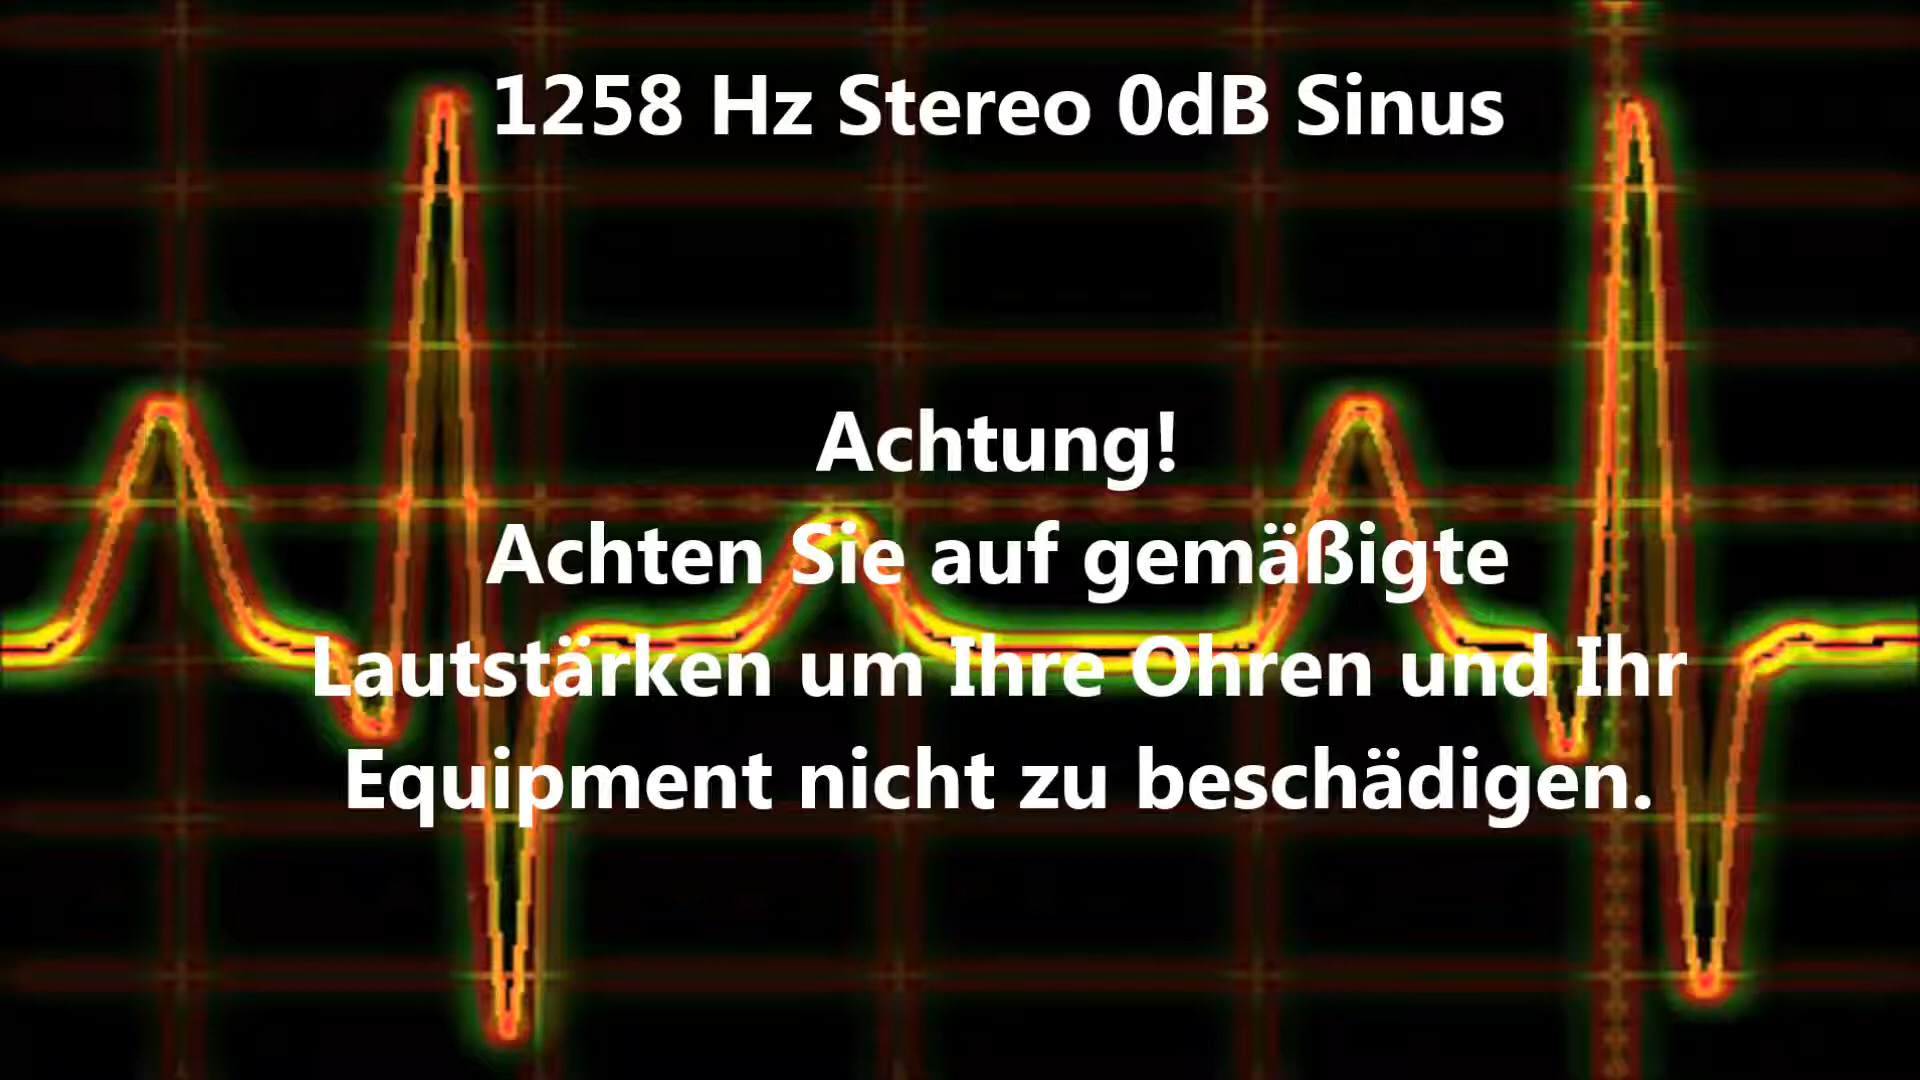 1258 Hz Stereo 0dB Sinus
Achtung!
Achten Sie auf gemäßigte
Lautstärken um Ihre Ohren und Ihr
Equipment nicht zu beschädigen.